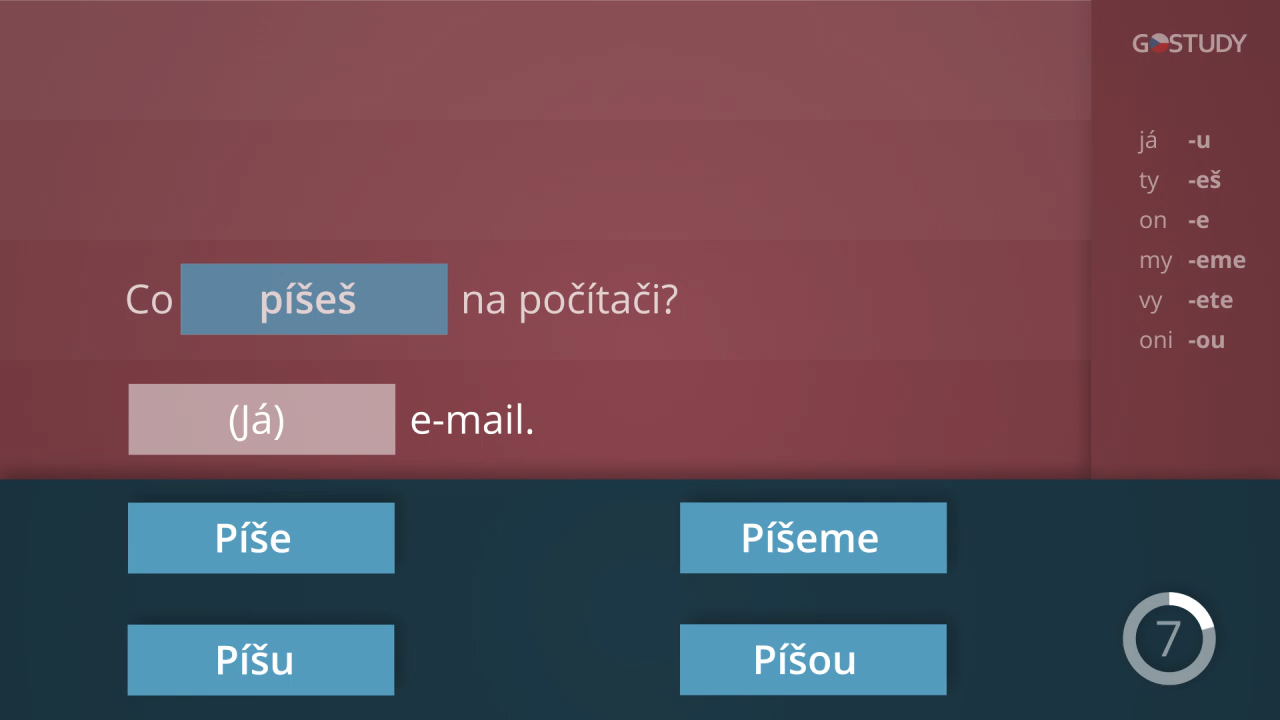 GOSTUDY
já -u
ty -eš
on -e
my -eme
vy -ete
oni -ou
Co píšeš na počítači?
(Já) e-mail.
Píše
Píšeme
Píšu
Píšou
7